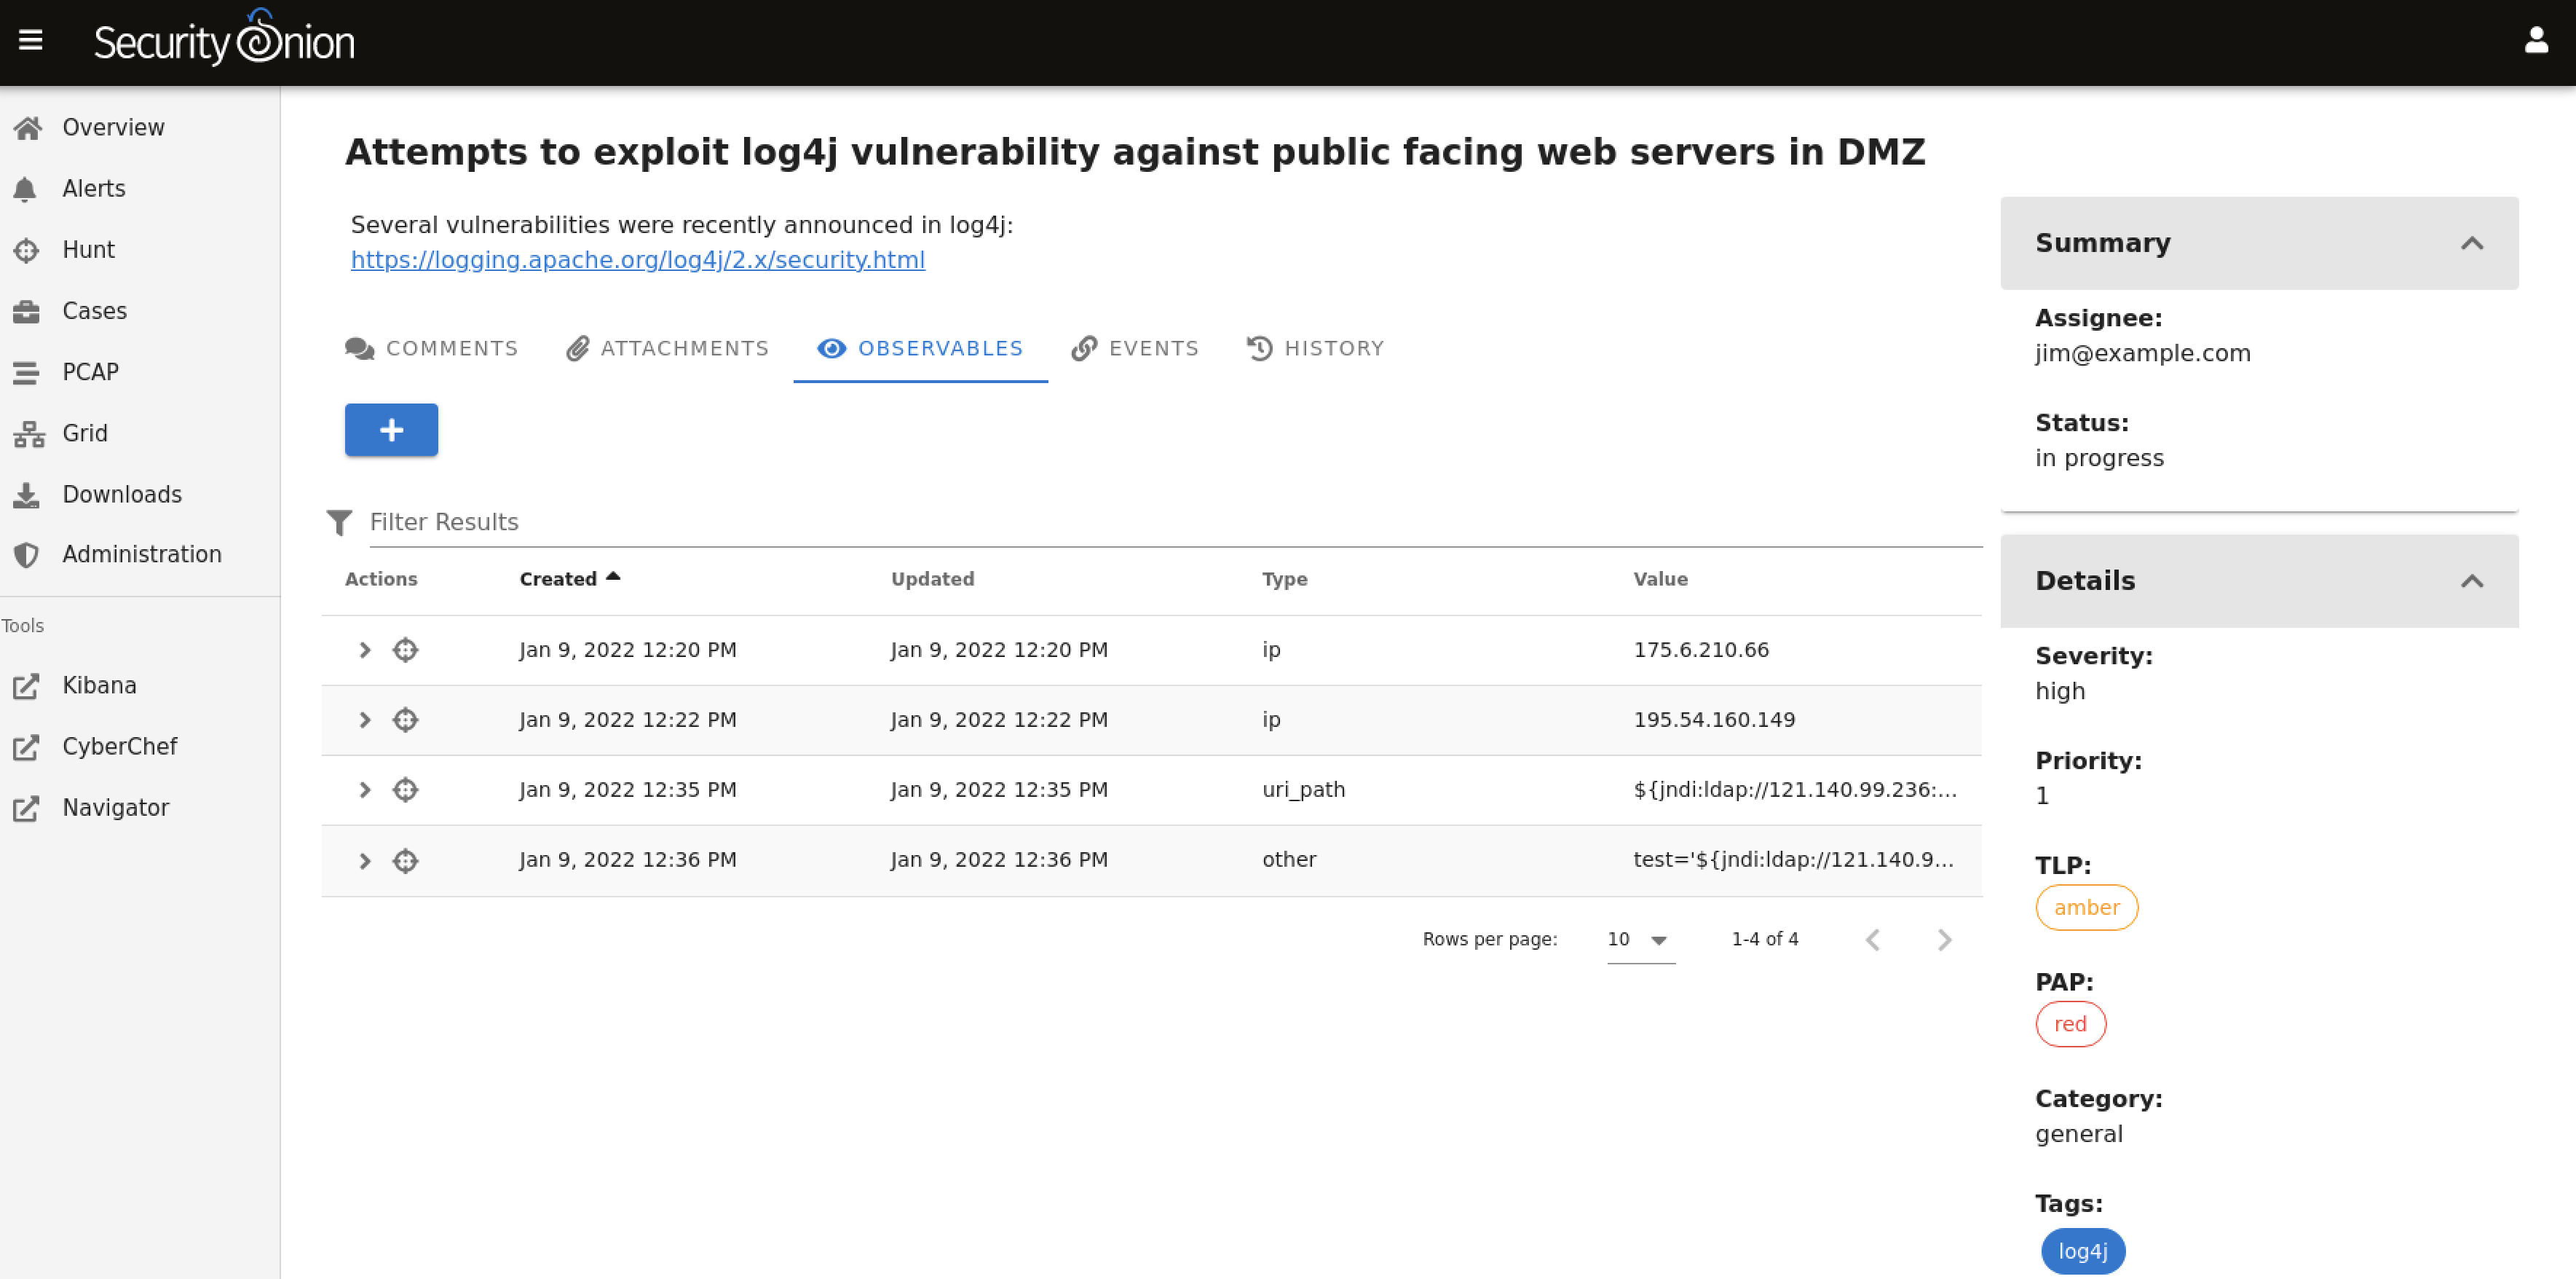 Security Onion
Overview
Alerts
Hunt
Cases
PCAP
Grid
Downloads
Administration
Tools
Kibana
CyberChef
Navigator
Attempts to exploit log4j vulnerability against public facing web servers in DMZ
Several vulnerabilities were recently announced in log4j:
https://logging.apache.org/log4j/2.x/security.html
COMMENTS ATTACHMENTS OBSERVABLES EVENTS HISTORY
+
Filter Results
Actions Created Updated Type Value
Jan 9, 2022 12:20 PM Jan 9, 2022 12:20 PM ip 175.6.210.66
Jan 9, 2022 12:22 PM Jan 9, 2022 12:22 PM ip 195.54.160.149
Jan 9, 2022 12:35 PM Jan 9, 2022 12:35 PM uri_path ${jndi:ldap://121.140.99.236:...
Jan 9, 2022 12:36 PM Jan 9, 2022 12:36 PM other test='${jndi:ldap://121.140.9...
Rows per page: 10 1-4 of 4
Summary
Assignee:
jim@example.com
Status:
in progress
Details
Severity:
high
Priority:
1
TLP:
amber
PAP:
red
Category:
general
Tags:
log4j